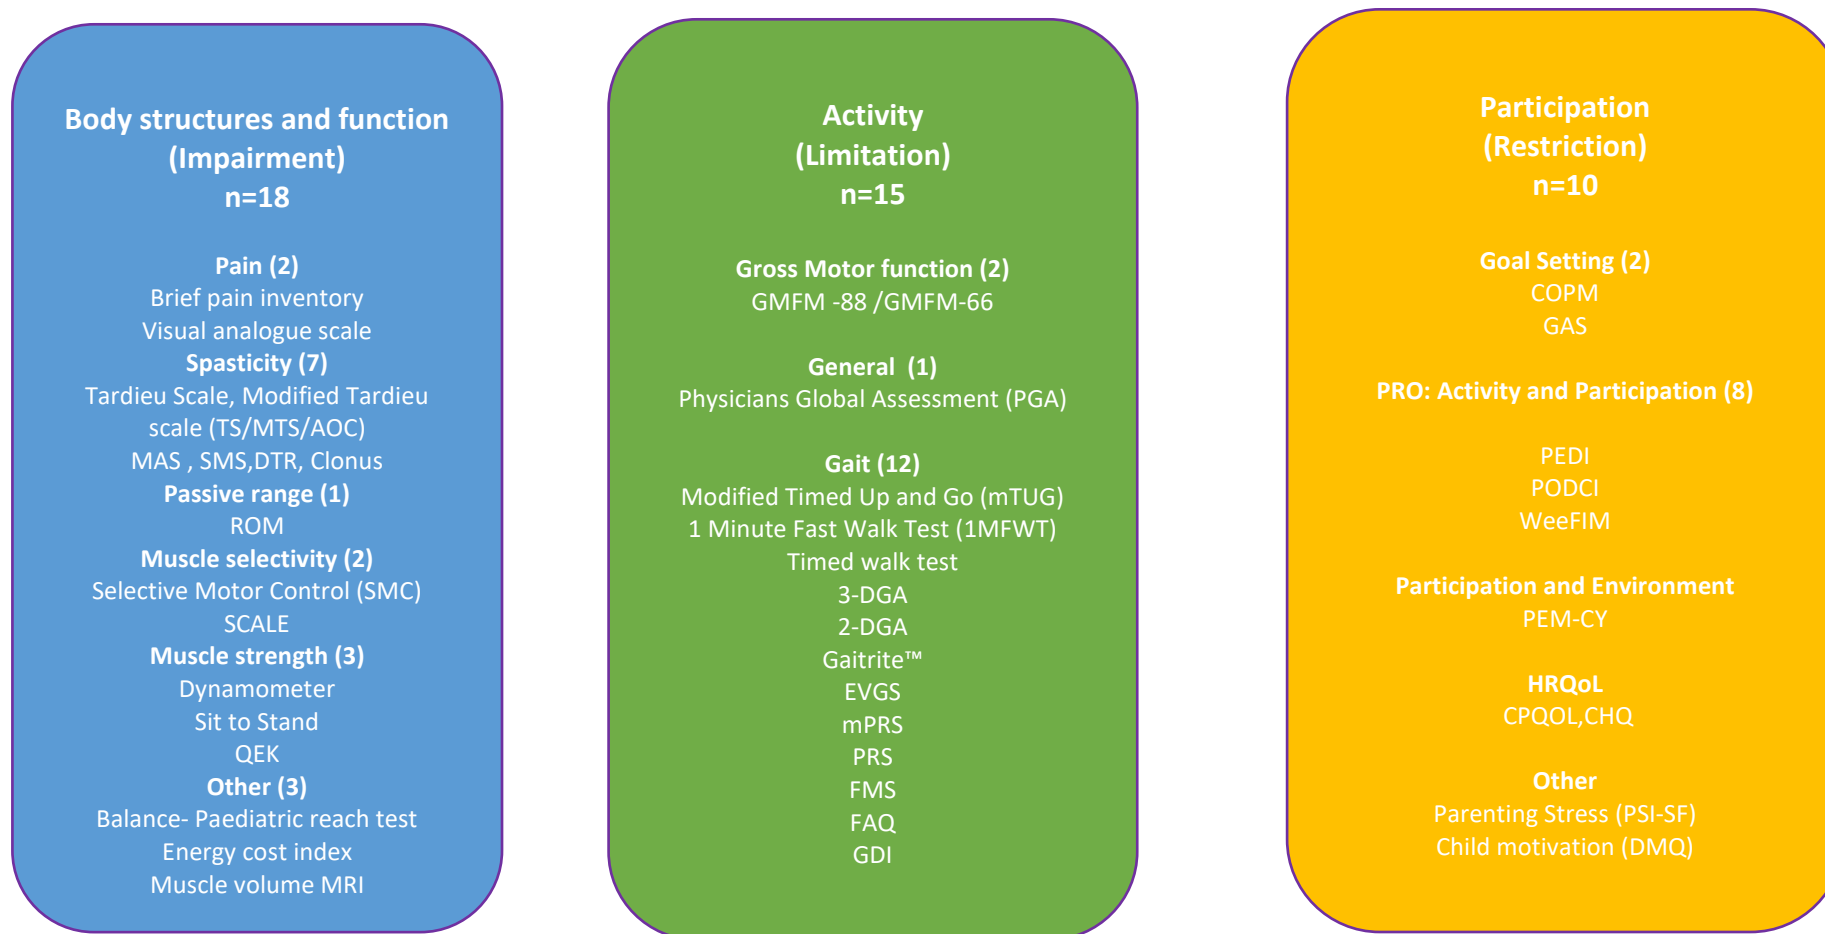 Body structures and function
(Impairment)
n=18
Pain (2)
Brief pain inventory
Visual analogue scale
Spasticity (7)
Tardieu Scale, Modified Tardieu
scale (TS/MTS/AOC)
MAS , SMS,DTR, Clonus
Passive range (1)
ROM
Muscle selectivity (2)
Selective Motor Control (SMC)
SCALE
Muscle strength (3)
Dynamometer
Sit to Stand
QEK
Other (3)
Balance- Paediatric reach test
Energy cost index
Muscle volume MRI
Activity
(Limitation)
n=15
Gross Motor function (2)
GMFM -88 /GMFM-66
General (1)
Physicians Global Assessment (PGA)
Gait (12)
Modified Timed Up and Go (mTUG)
1 Minute Fast Walk Test (1MFWT)
Timed walk test
3-DGA
2-DGA
Gaitrite™
EVGS
mPRS
PRS
FMS
FAQ
GDI
Participation
(Restriction)
n=10
Goal Setting (2)
COPM
GAS
PRO: Activity and Participation (8)
PEDI
PODCI
WeeFIM
Participation and Environment
PEM-CY
HRQoL
CPQOL,CHQ
Other
Parenting Stress (PSI-SF)
Child motivation (DMQ)